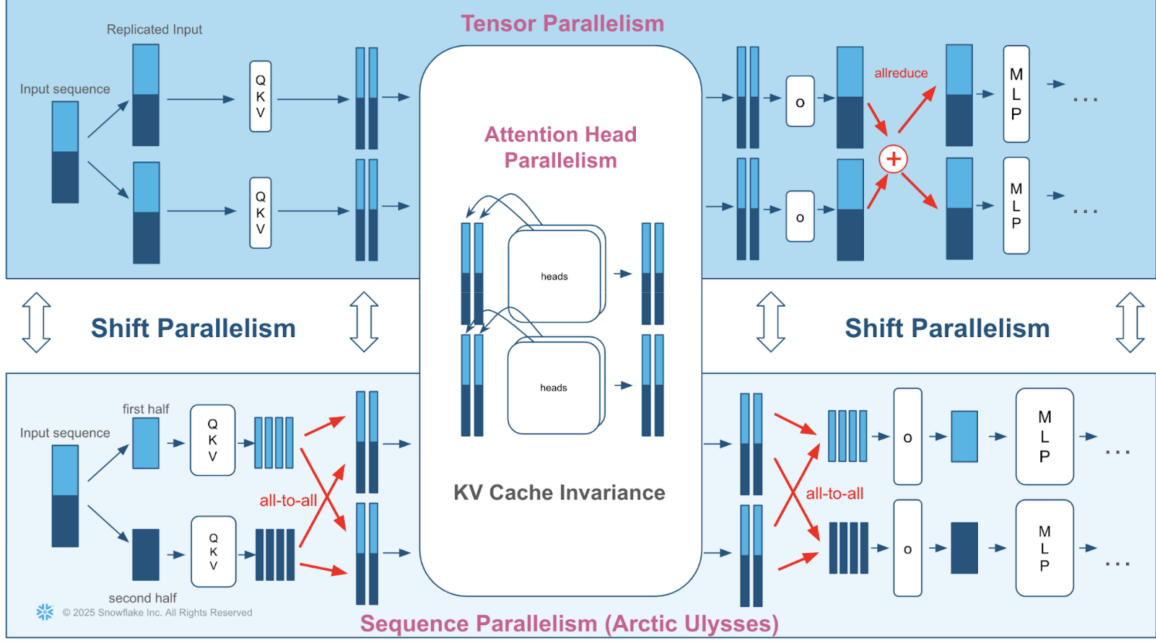 Tensor Parallelism
Replicated Input
Input sequence
Q
K
V
Q
K
V
Attention Head
Parallelism
heads
heads
KV Cache Invariance
o
o
allreduce
+
M
L
P
...
M
L
P
...
Shift Parallelism
Shift Parallelism
Input sequence
first half
second half
Q
K
V
Q
K
V
all-to-all
all-to-all
o
o
M
L
P
...
M
L
P
...
© 2025 Snowflake Inc. All Rights Reserved
Sequence Parallelism (Arctic Ulysses)